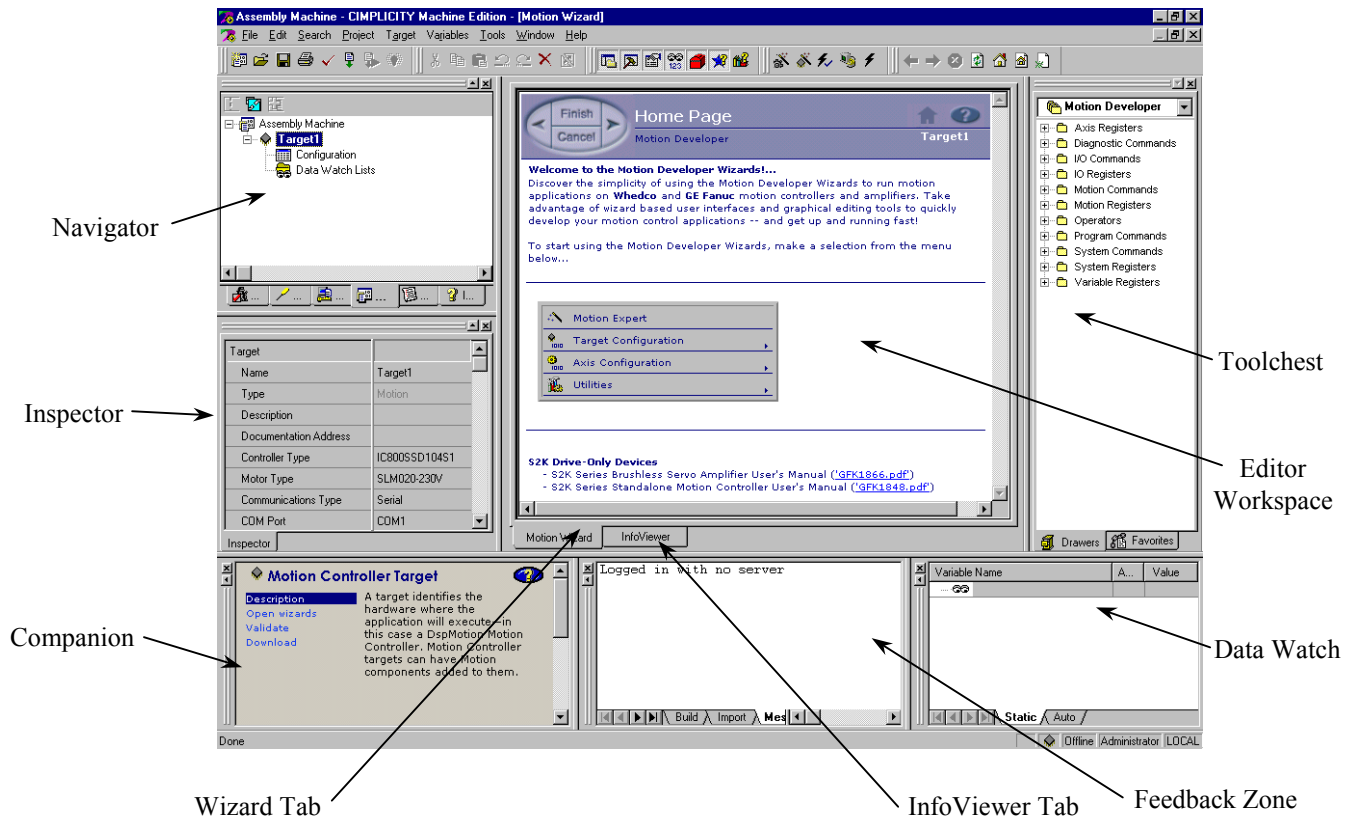 Assembly Machine - CIMPLICITY Machine Edition - [Motion Wizard]
File Edit Search Project Target Variables Tools Window Help
Assembly Machine
Target1
Configuration
Data Watch Lists
Navigator
Target
Name Target1
Type Motion
Description
Documentation Address
Controller Type IC800SSD104S1
Motor Type SLM020-230V
Communications Type Serial
COM Port COM1
Inspector
Inspector
Finish
Cancel
Home Page
Motion Developer
Target1
Welcome to the Motion Developer Wizards!...
Discover the simplicity of using the Motion Developer Wizards to run motion
applications on Whedco and GE Fanuc motion controllers and amplifiers. Take
advantage of wizard based user interfaces and graphical editing tools to quickly
develop your motion control applications -- and get up and running fast!
To start using the Motion Developer Wizards, make a selection from the menu
below...
Motion Expert
Target Configuration
Axis Configuration
Utilities
S2K Drive-Only Devices
- S2K Series Brushless Servo Amplifier User's Manual ('GFK1866.pdf')
- S2K Series Standalone Motion Controller User's Manual ('GFK1848.pdf')
Motion Wizard InfoViewer
Motion Developer
Axis Registers
Diagnostic Commands
I/O Commands
IO Registers
Motion Commands
Motion Registers
Operators
Program Commands
System Commands
System Registers
Variable Registers
Drawers Favorites
Toolchest
Editor
Workspace
Motion Controller Target
Description
Open wizards
Validate
Download
A target identifies the
hardware where the
application will execute--in
this case a DspMotion Motion
Controller. Motion Controller
targets can have Motion
components added to them.
Companion
Logged in with no server
Build Import Mes
Variable Name A... Value
Static Auto
Data Watch
Done
Offline Administrator LOCAL
Wizard Tab
InfoViewer Tab
Feedback Zone